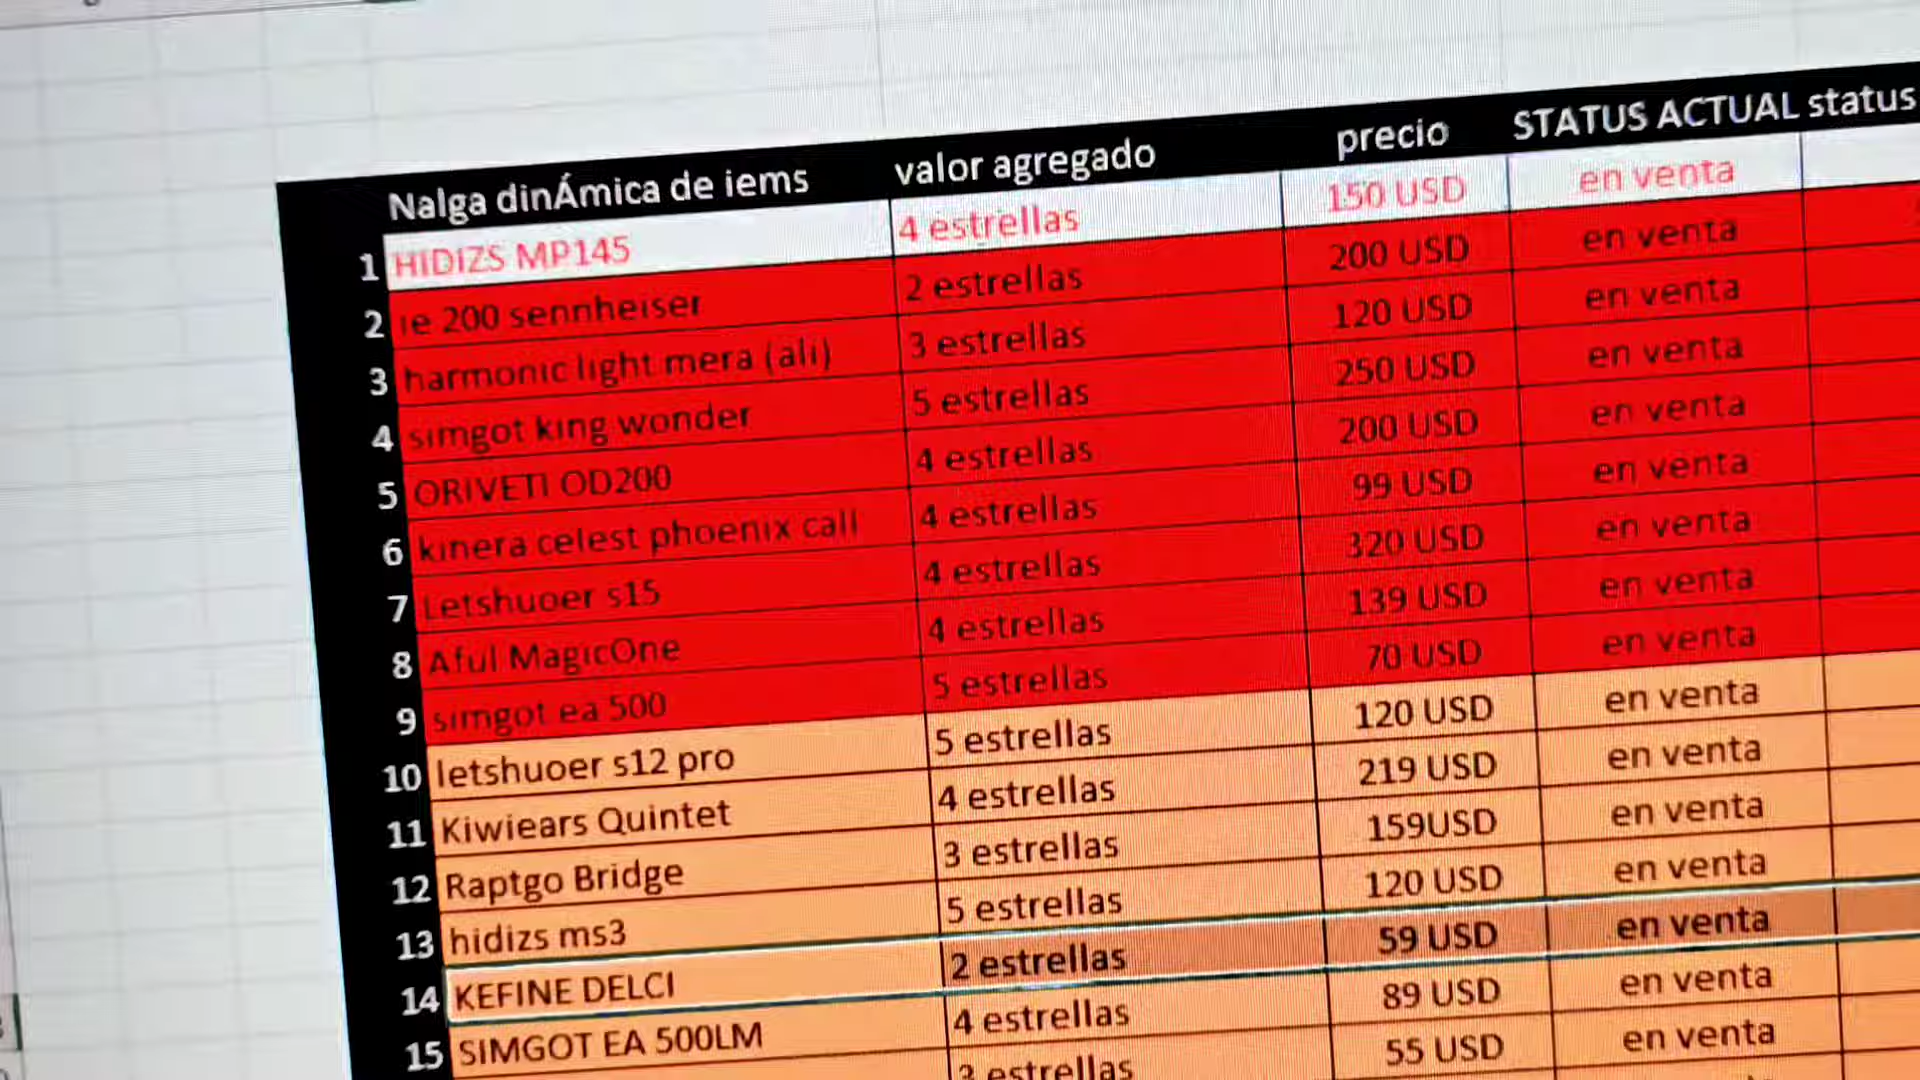 Nalga dinÁmica de iems valor agregado precio STATUS ACTUAL status
1 HIDIZS MP145 4 estrellas 150 USD en venta
2 ie 200 sennheiser 2 estrellas 200 USD en venta
3 harmonic light mera (ali) 3 estrellas 120 USD en venta
4 simgot king wonder 5 estrellas 250 USD en venta
5 ORIVETI OD200 4 estrellas 200 USD en venta
6 kinera celest phoenix call 4 estrellas 99 USD en venta
7 Letshuoer s15 4 estrellas 320 USD en venta
8 Aful MagicOne 4 estrellas 139 USD en venta
9 simgot ea 500 5 estrellas 70 USD en venta
10 letshuoer s12 pro 5 estrellas 120 USD en venta
11 Kiwiears Quintet 4 estrellas 219 USD en venta
12 Raptgo Bridge 3 estrellas 159USD en venta
13 hidizs ms3 5 estrellas 120 USD en venta
14 KEFINE DELCI 2 estrellas 59 USD en venta
15 SIMGOT EA 500LM 4 estrellas 89 USD en venta
3 estrellas 55 USD en venta